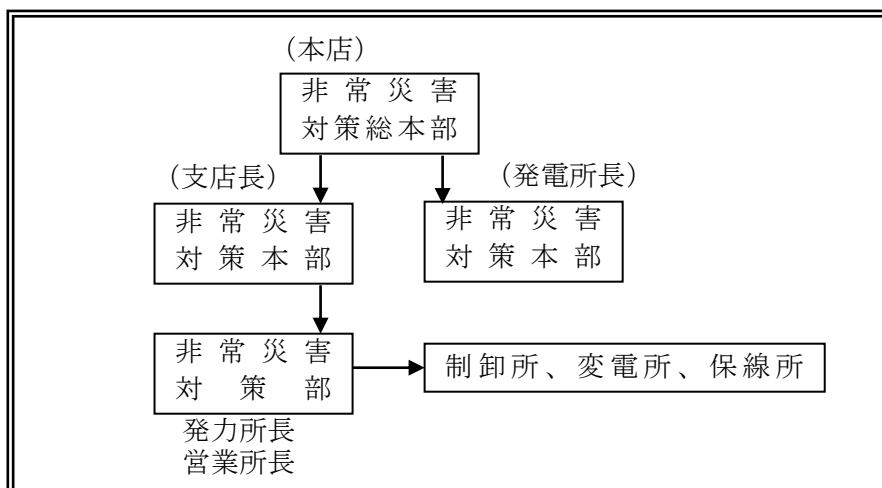 （本店）
非常災害
対策総本部
（支店長）
（発電所長）
非常災害
対策本部
非常災害
対策本部
非常災害
対策部
制卸所、変電所、保線所
発力所長
営業所長